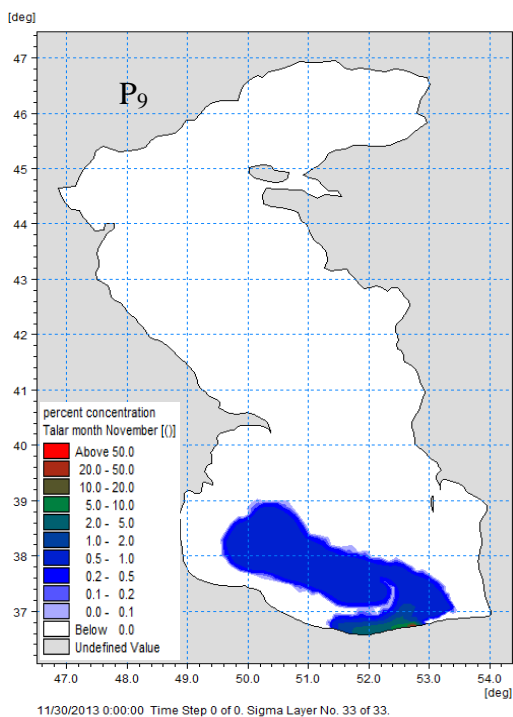 [deg]
47
P₉
46
45
44
43
42
41
40
39
38
37
percent concentration
Talar month November [()]
Above 50.0
20.0 - 50.0
10.0 - 20.0
5.0 - 10.0
2.0 - 5.0
1.0 - 2.0
0.5 - 1.0
0.2 - 0.5
0.1 - 0.2
0.0 - 0.1
Below 0.0
Undefined Value
47.0 48.0 49.0 50.0 51.0 52.0 53.0 54.0
[deg]
11/30/2013 0:00:00 Time Step 0 of 0. Sigma Layer No. 33 of 33.